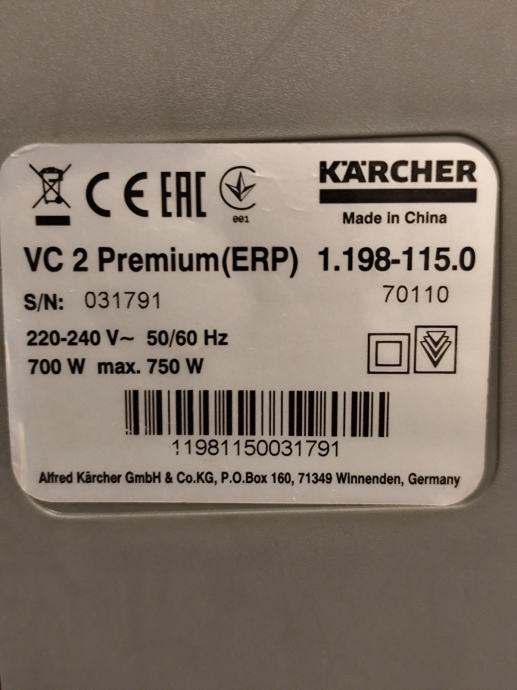 CE EAC
001
KÄRCHER
Made in China
VC 2 Premium(ERP) 1.198-115.0
S/N: 031791 70110
220-240 V~ 50/60 Hz
700 W max. 750 W
11981150031791
Alfred Kärcher GmbH & Co.KG, P.O.Box 160, 71349 Winnenden, Germany